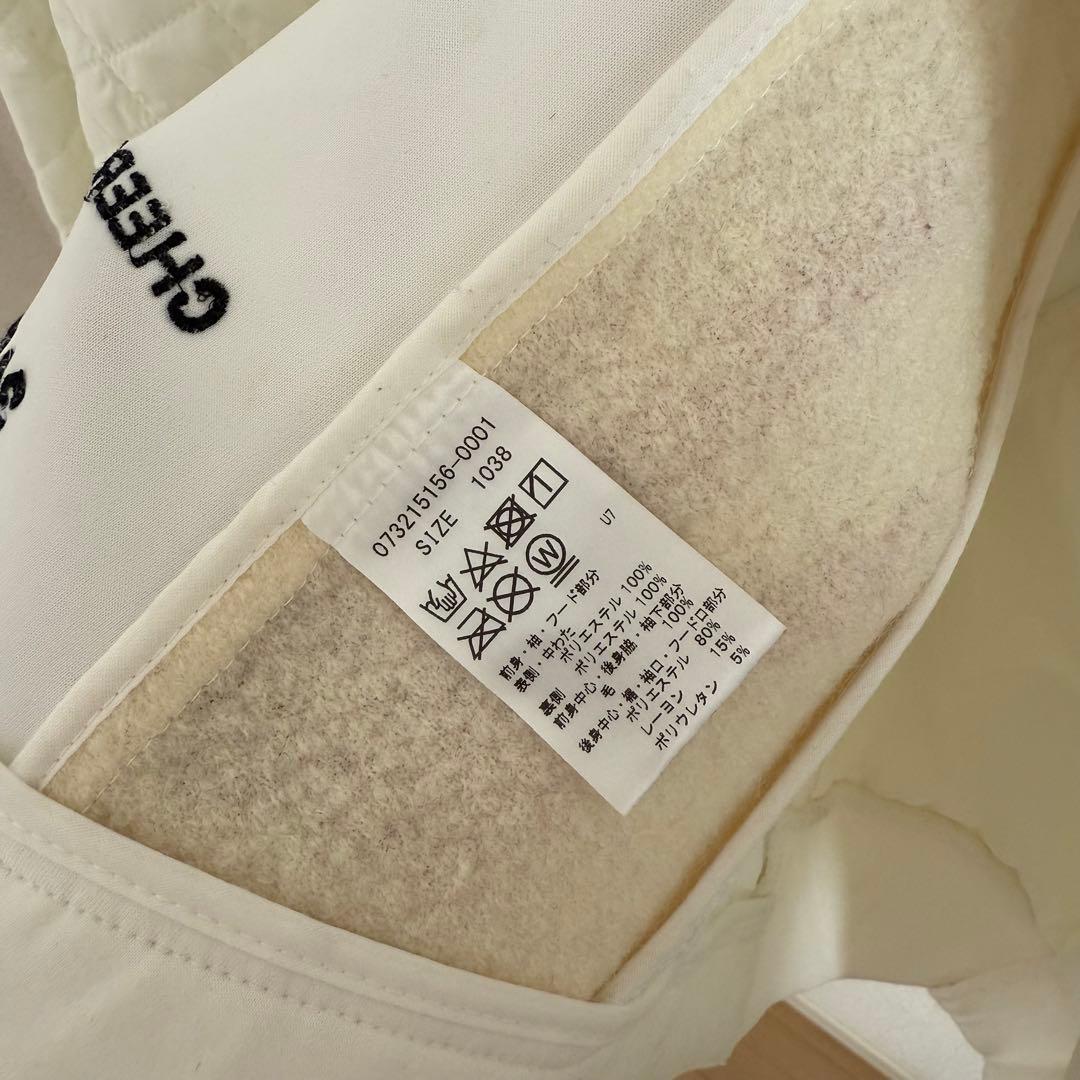 CHEER
073215156-0001
SIZE 1038
W
U7
前身・袖・フード部分
表側・中わた
ポリエステル 100%
裏側 ポリエステル 100%
前身中心・後身脇・袖下部分
毛 100%
後身中心・裾・袖口・フード口部分
ポリエステル 80%
レーヨン 15%
ポリウレタン 5%